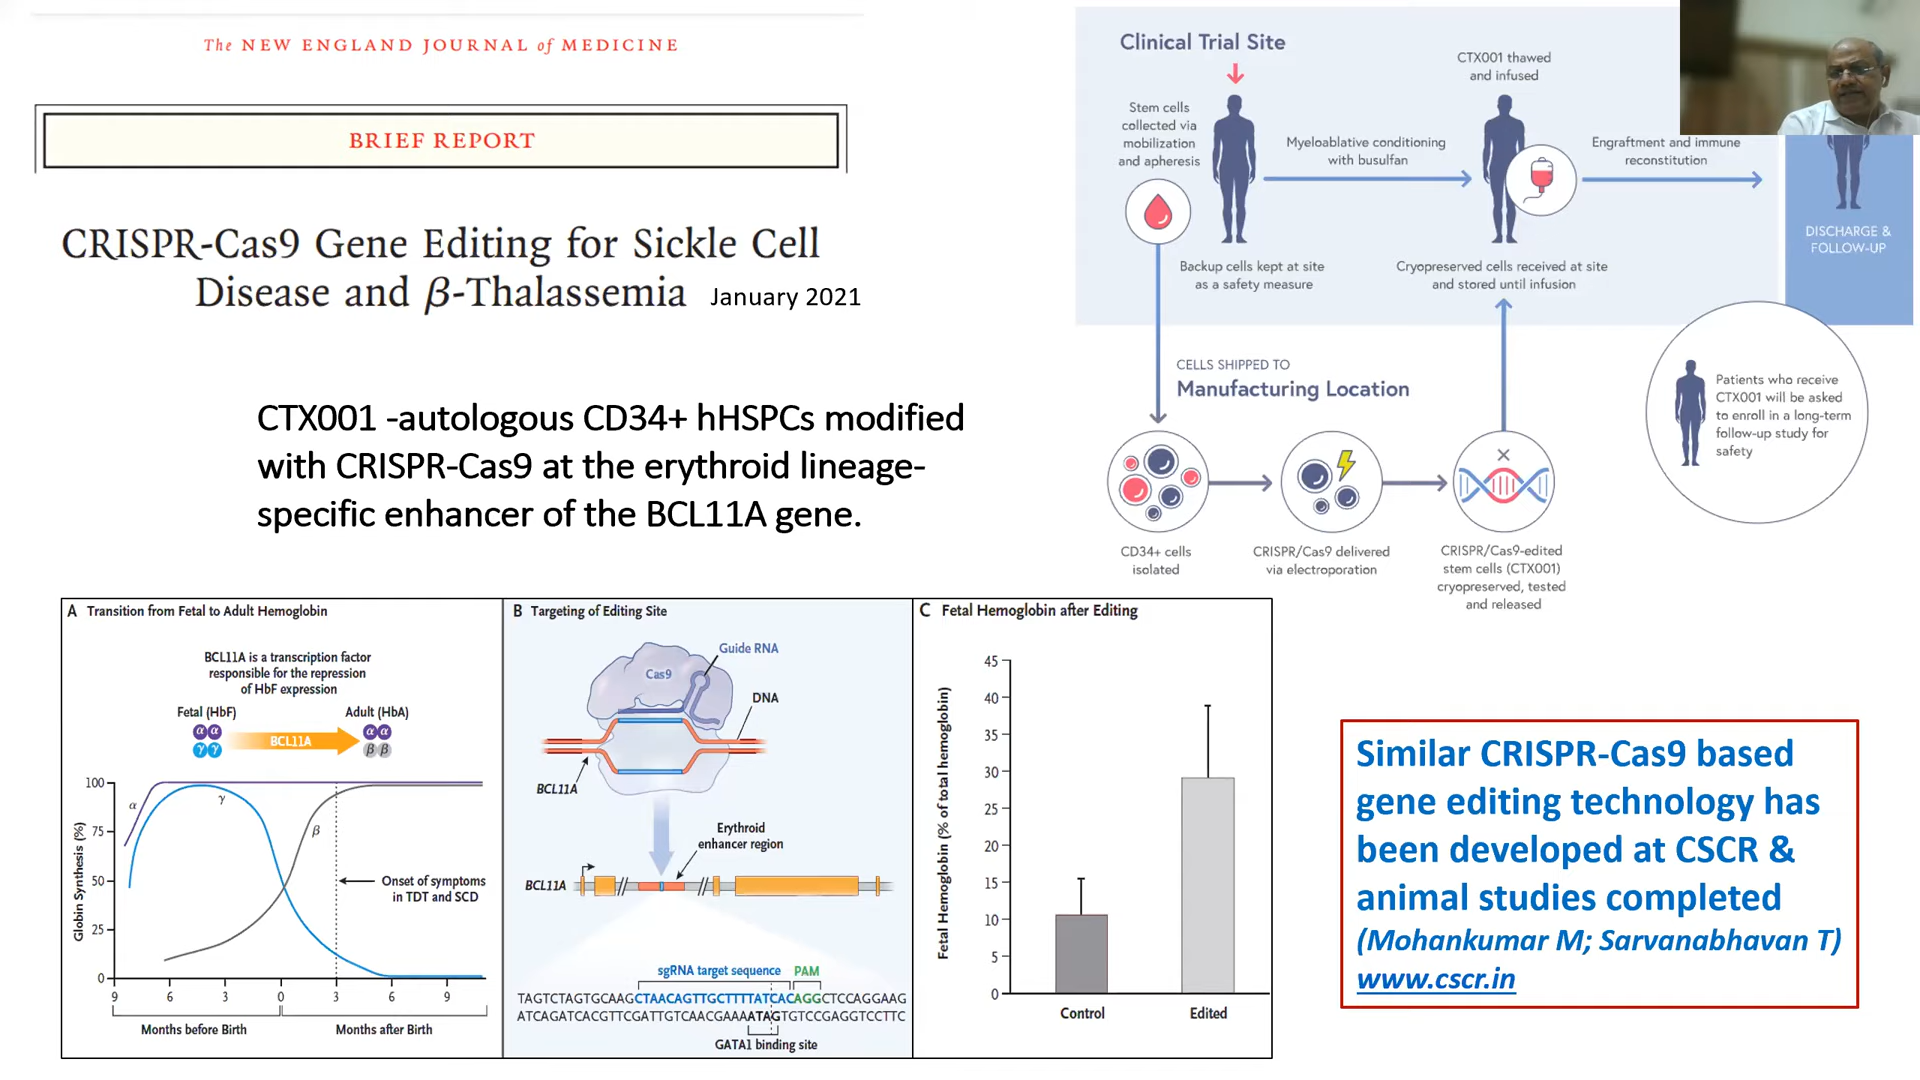 The NEW ENGLAND JOURNAL of MEDICINE
BRIEF REPORT
CRISPR-Cas9 Gene Editing for Sickle Cell
Disease and β-Thalassemia
January 2021
CTX001 -autologous CD34+ hHSPCs modified
with CRISPR-Cas9 at the erythroid lineage-
specific enhancer of the BCL11A gene.
Clinical Trial Site
Stem cells
collected via
mobilization
and apheresis
Myeloablative conditioning
with busulfan
CTX001 thawed
and infused
Engraftment and immune
reconstitution
DISCHARGE &
FOLLOW-UP
Backup cells kept at site
as a safety measure
Cryopreserved cells received at site
and stored until infusion
CELLS SHIPPED TO
Manufacturing Location
CD34+ cells
isolated
CRISPR/Cas9 delivered
via electroporation
CRISPR/Cas9-edited
stem cells (CTX001)
cryopreserved, tested
and released
Patients who receive
CTX001 will be asked
to enroll in a long-term
follow-up study for
safety
A Transition from Fetal to Adult Hemoglobin
BCL11A is a transcription factor
responsible for the repression
of HbF expression
Fetal (HbF)
Adult (HbA)
α α
γ γ
BCL11A
α α
β β
Globin Synthesis (%)
100
75
50
25
0
α
γ
β
Onset of symptoms
in TDT and SCD
9 6 3 0 3 6 9
Months before Birth
Months after Birth
B Targeting of Editing Site
Guide RNA
Cas9
DNA
BCL11A
Erythroid
enhancer region
BCL11A
sgRNA target sequence
PAM
TAGTCTAGTGCAAGCTAACAGTTGCTTTTATCACAGGCTCCAGGAAG
ATCAGATCACGTTCGATTGTCAACGAAAATAGTGTCCGAGGTCCTTC
GATA1 binding site
C Fetal Hemoglobin after Editing
Fetal Hemoglobin (% of total hemoglobin)
45
40
35
30
25
20
15
10
5
0
Control
Edited
Similar CRISPR-Cas9 based
gene editing technology has
been developed at CSCR &
animal studies completed
(Mohankumar M; Sarvanabhavan T)
www.cscr.in